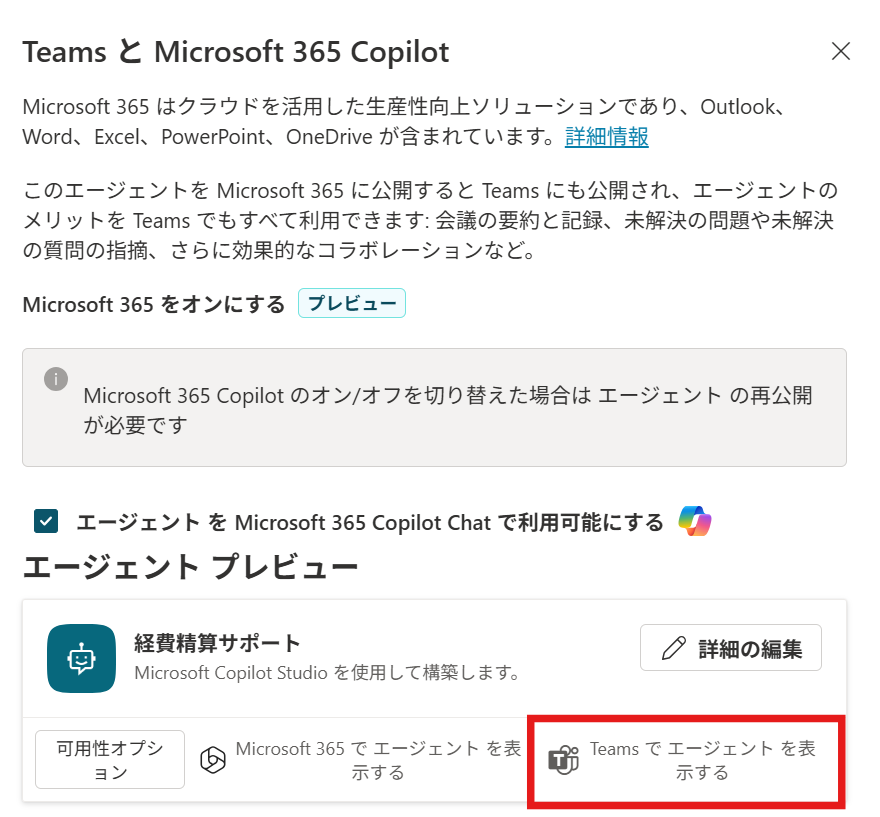 Teams と Microsoft 365 Copilot
Microsoft 365 はクラウドを活用した生産性向上ソリューションであり、Outlook、
Word、Excel、PowerPoint、OneDrive が含まれています。詳細情報
このエージェントを Microsoft 365 に公開すると Teams にも公開され、エージェントの
メリットを Teams でもすべて利用できます: 会議の要約と記録、未解決の問題や未解決
の質問の指摘、さらに効果的なコラボレーションなど。
Microsoft 365 をオンにする プレビュー
Microsoft 365 Copilot のオン/オフを切り替えた場合は エージェント の再公開
が必要です
エージェント を Microsoft 365 Copilot Chat で利用可能にする
エージェント プレビュー
経費精算サポート
Microsoft Copilot Studio を使用して構築します。
詳細の編集
可用性オプシ
ョン
Microsoft 365 で エージェント を表
示する
Teams で エージェント を表
示する